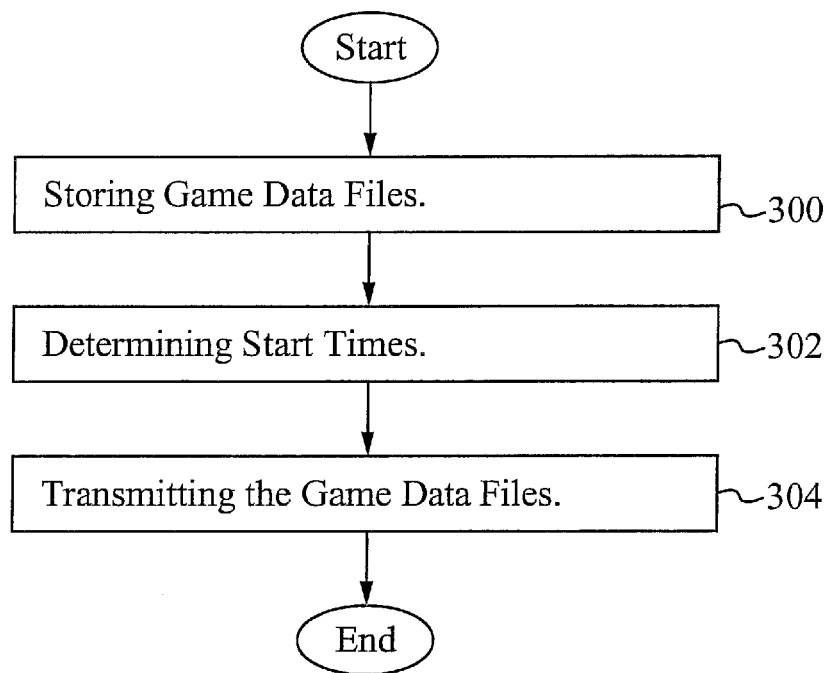 Start
Storing Game Data Files.
300
Determining Start Times.
302
Transmitting the Game Data Files.
304
End